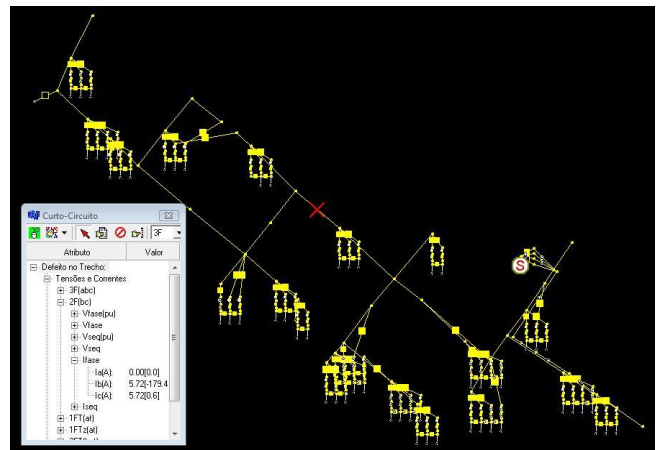 Curto-Circuito
3F
Atributo Valor
Defeito no Trecho:
Tensões e Correntes
3F(abc)
2F(bc)
Vfase(pu)
Vfase
Vseq(pu)
Vseq
Ifase
Ia(A): 0.00[0.0]
Ib(A): 5.72[-179.4
Ic(A): 5.72[0.6]
Iseq
1FT(at)
1FTz(at)
S